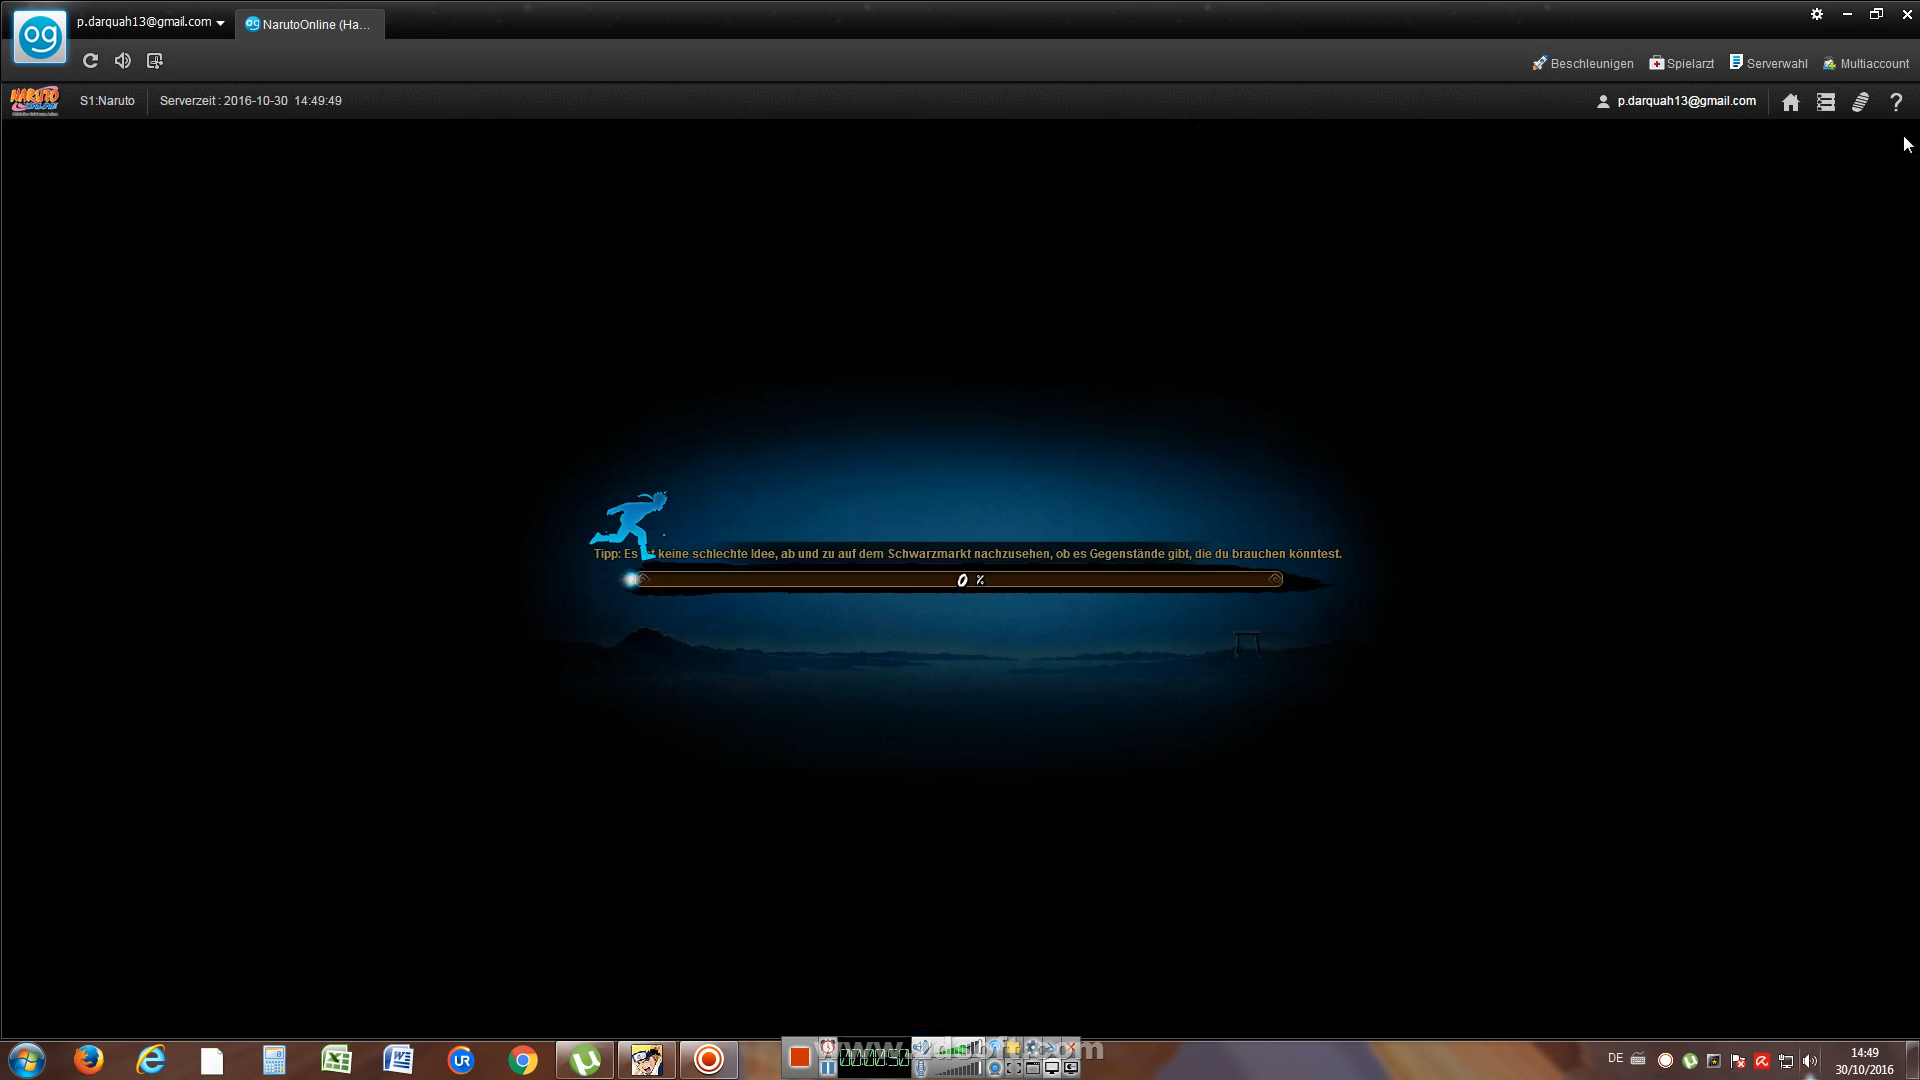 p.darquah13@gmail.com
NarutoOnline (Ha...
Beschleunigen
Spielarzt
Serverwahl
Multiaccount
NARUTO
S1:Naruto
Serverzeit : 2016-10-30 14:49:49
p.darquah13@gmail.com
?
Tipp: Es keine schlechte Idee, ab und zu auf dem Schwarzmarkt nachzusehen, ob es Gegenstände gibt, die du brauchen könntest.
0 %
UR
DE
14:49
30/10/2016